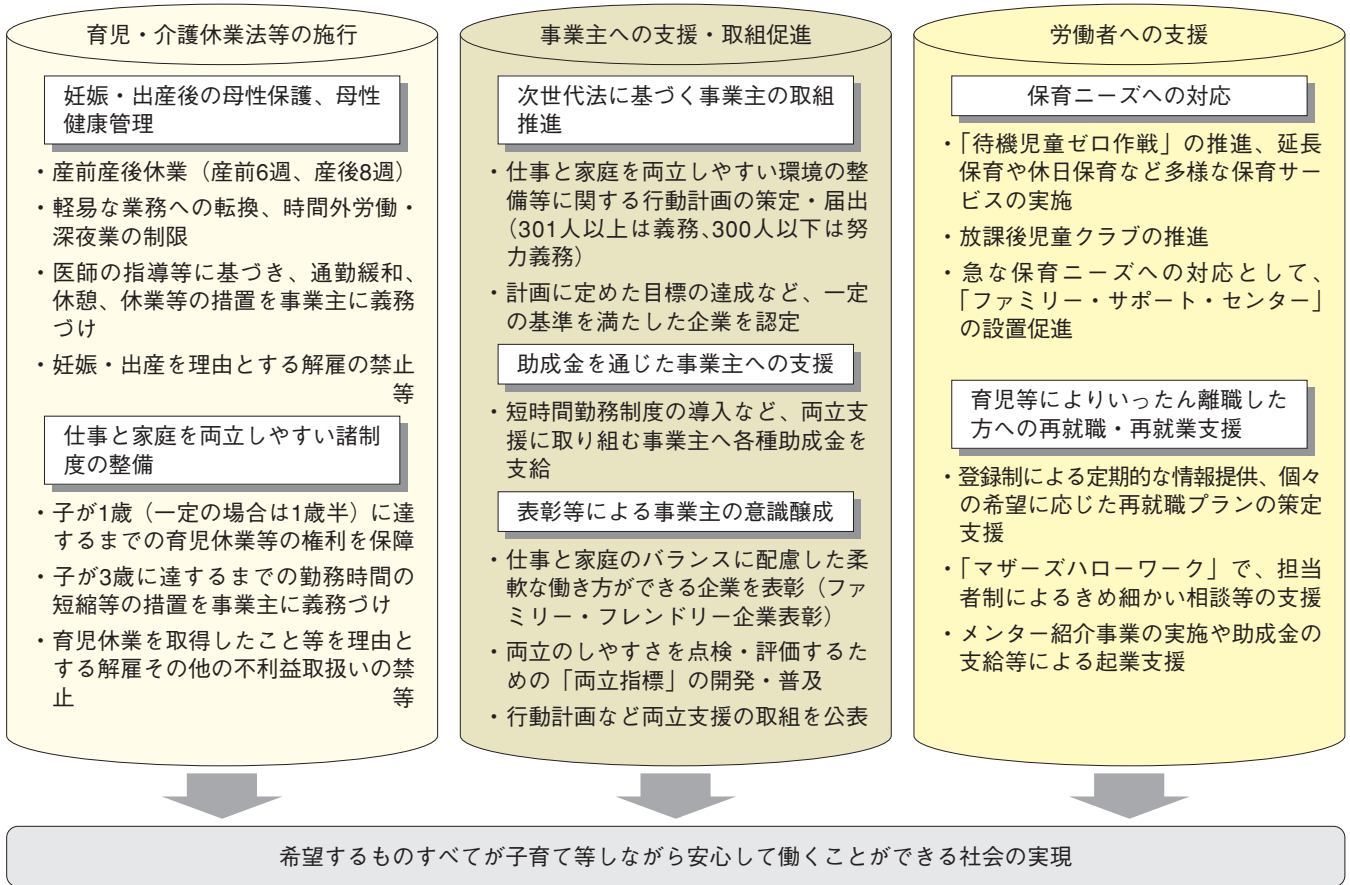 育児・介護休業法等の施行
妊娠・出産後の母性保護、母性
健康管理
・産前産後休業（産前6週、産後8週）
・軽易な業務への転換、時間外労働・
深夜業の制限
・医師の指導等に基づき、通勤緩和、
休憩、休業等の措置を事業主に義務
づけ
・妊娠・出産を理由とする解雇の禁止
等
仕事と家庭を両立しやすい諸制
度の整備
・子が1歳（一定の場合は1歳半）に達
するまでの育児休業等の権利を保障
・子が3歳に達するまでの勤務時間の
短縮等の措置を事業主に義務づけ
・育児休業を取得したこと等を理由と
する解雇その他の不利益取扱いの禁
止 等
事業主への支援・取組促進
次世代法に基づく事業主の取組
推進
・仕事と家庭を両立しやすい環境の整
備等に関する行動計画の策定・届出
（301人以上は義務、300人以下は努
力義務）
・計画に定めた目標の達成など、一定
の基準を満たした企業を認定
助成金を通じた事業主への支援
・短時間勤務制度の導入など、両立支
援に取り組む事業主へ各種助成金を
支給
表彰等による事業主の意識醸成
・仕事と家庭のバランスに配慮した柔
軟な働き方ができる企業を表彰（ファ
ミリー・フレンドリー企業表彰）
・両立のしやすさを点検・評価するた
めの「両立指標」の開発・普及
・行動計画など両立支援の取組を公表
労働者への支援
保育ニーズへの対応
・「待機児童ゼロ作戦」の推進、延長
保育や休日保育など多様な保育サー
ビスの実施
・放課後児童クラブの推進
・急な保育ニーズへの対応として、
「ファミリー・サポート・センター」
の設置促進
育児等によりいったん離職した
方への再就職・再就業支援
・登録制による定期的な情報提供、個々
の希望に応じた再就職プランの策定
支援
・「マザーズハローワーク」で、担当
者制によるきめ細かい相談等の支援
・メンター紹介事業の実施や助成金の
支給等による起業支援
希望するものすべてが子育て等しながら安心して働くことができる社会の実現